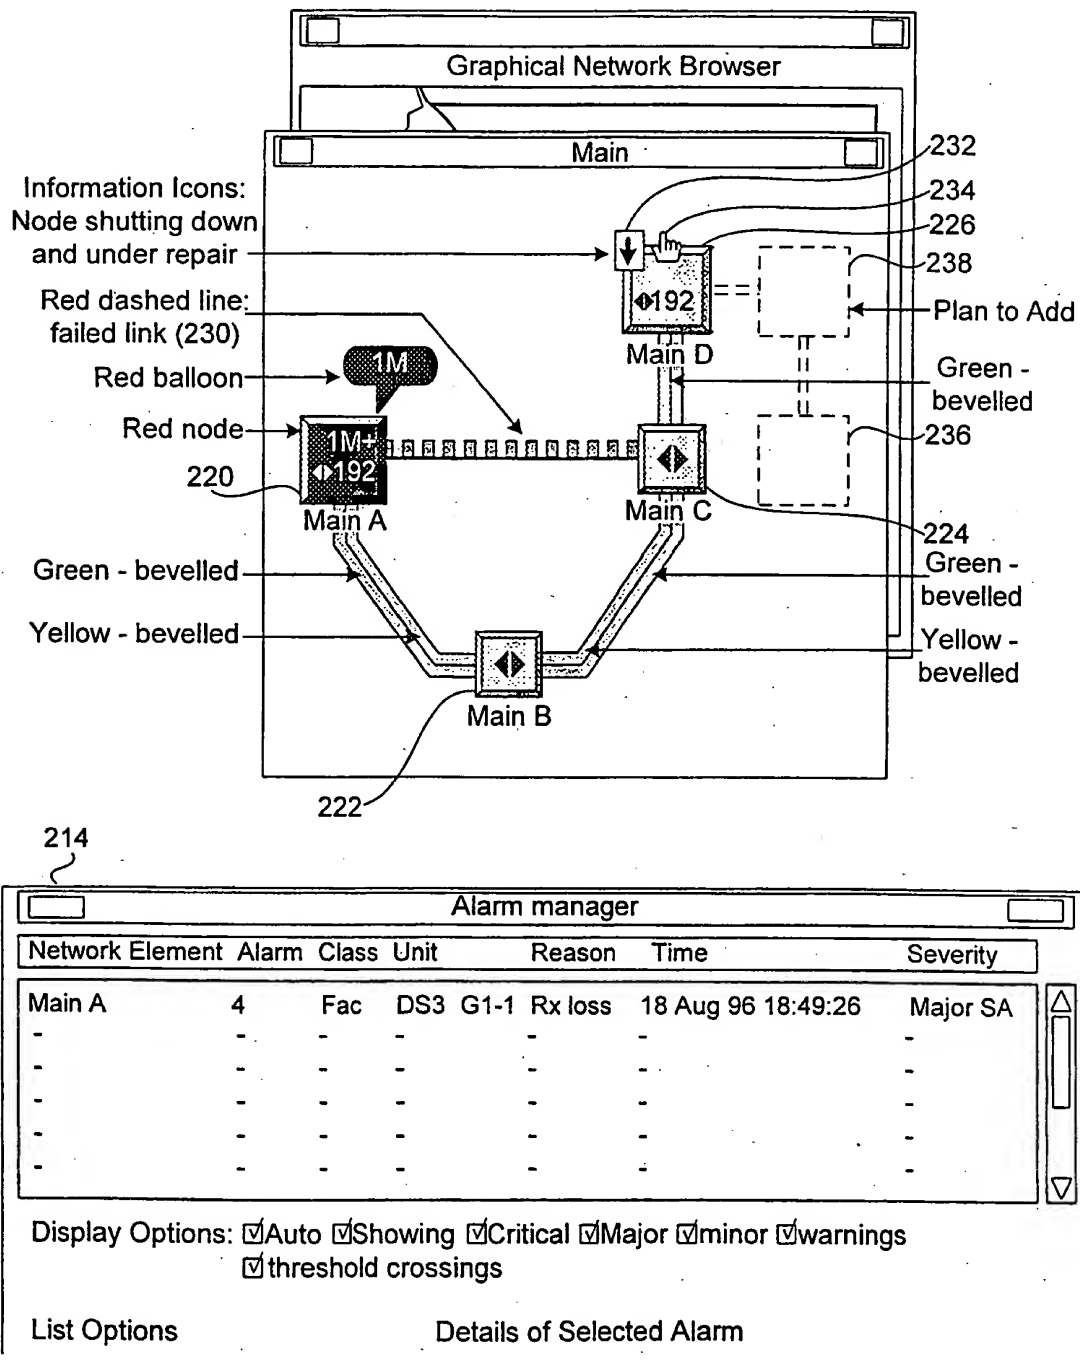 Graphical Network Browser
Main
232
234
226
238
Information Icons:
Node shutting down
and under repair
192
Plan to Add
Red dashed line:
failed link (230)
Main D
1M
Red balloon
Green -
bevelled
Red node
1M+
192
236
220
Main A
Main C
224
Green - bevelled
Green -
bevelled
Yellow - bevelled
Yellow -
bevelled
Main B
222
214
Alarm manager
Network Element Alarm Class Unit Reason Time Severity
Main A 4 Fac DS3 G1-1 Rx loss 18 Aug 96 18:49:26 Major SA
- - - - - - -
- - - - - - -
- - - - - - -
- - - - - - -
- - - - - - -
Display Options: ☑Auto ☑Showing ☑Critical ☑Major ☑minor ☑warnings
☑threshold crossings
List Options Details of Selected Alarm